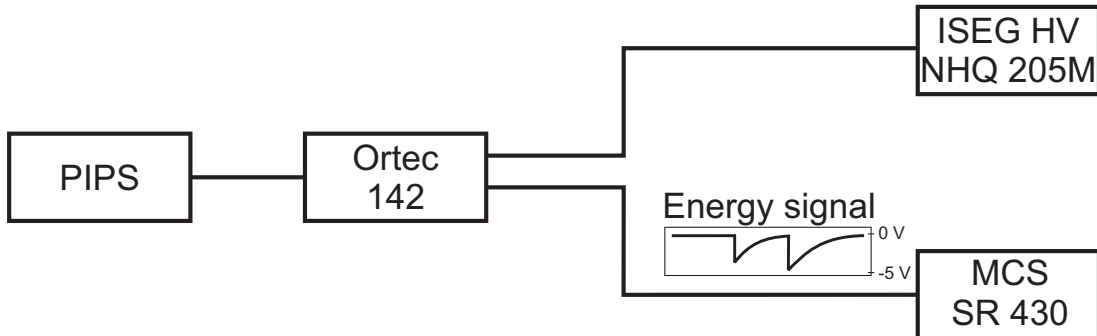 ISEG HV
NHQ 205M
PIPS
Ortec
142
Energy signal
0 V
-5 V
MCS
SR 430